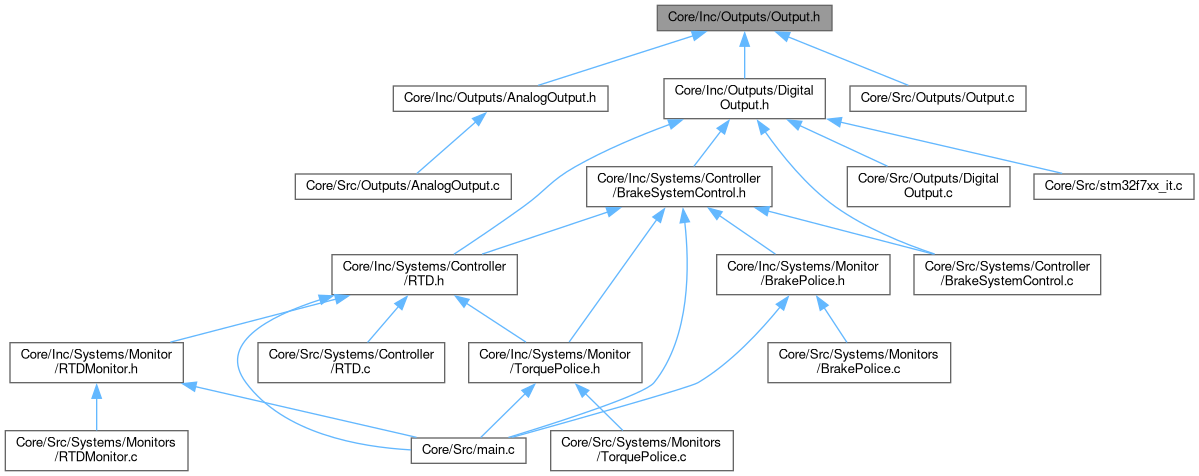 Core/Inc/Outputs/Output.h
Core/Inc/Outputs/AnalogOutput.h
Core/Inc/Outputs/Digital
Output.h
Core/Src/Outputs/Output.c
Core/Src/Outputs/AnalogOutput.c
Core/Inc/Systems/Controller
/BrakeSystemControl.h
Core/Src/Outputs/Digital
Output.c
Core/Src/stm32f7xx_it.c
Core/Inc/Systems/Controller
/RTD.h
Core/Inc/Systems/Monitor
/BrakePolice.h
Core/Src/Systems/Controller
/BrakeSystemControl.c
Core/Inc/Systems/Monitor
/RTDMonitor.h
Core/Src/Systems/Controller
/RTD.c
Core/Inc/Systems/Monitor
/TorquePolice.h
Core/Src/Systems/Monitors
/BrakePolice.c
Core/Src/Systems/Monitors
/RTDMonitor.c
Core/Src/main.c
Core/Src/Systems/Monitors
/TorquePolice.c